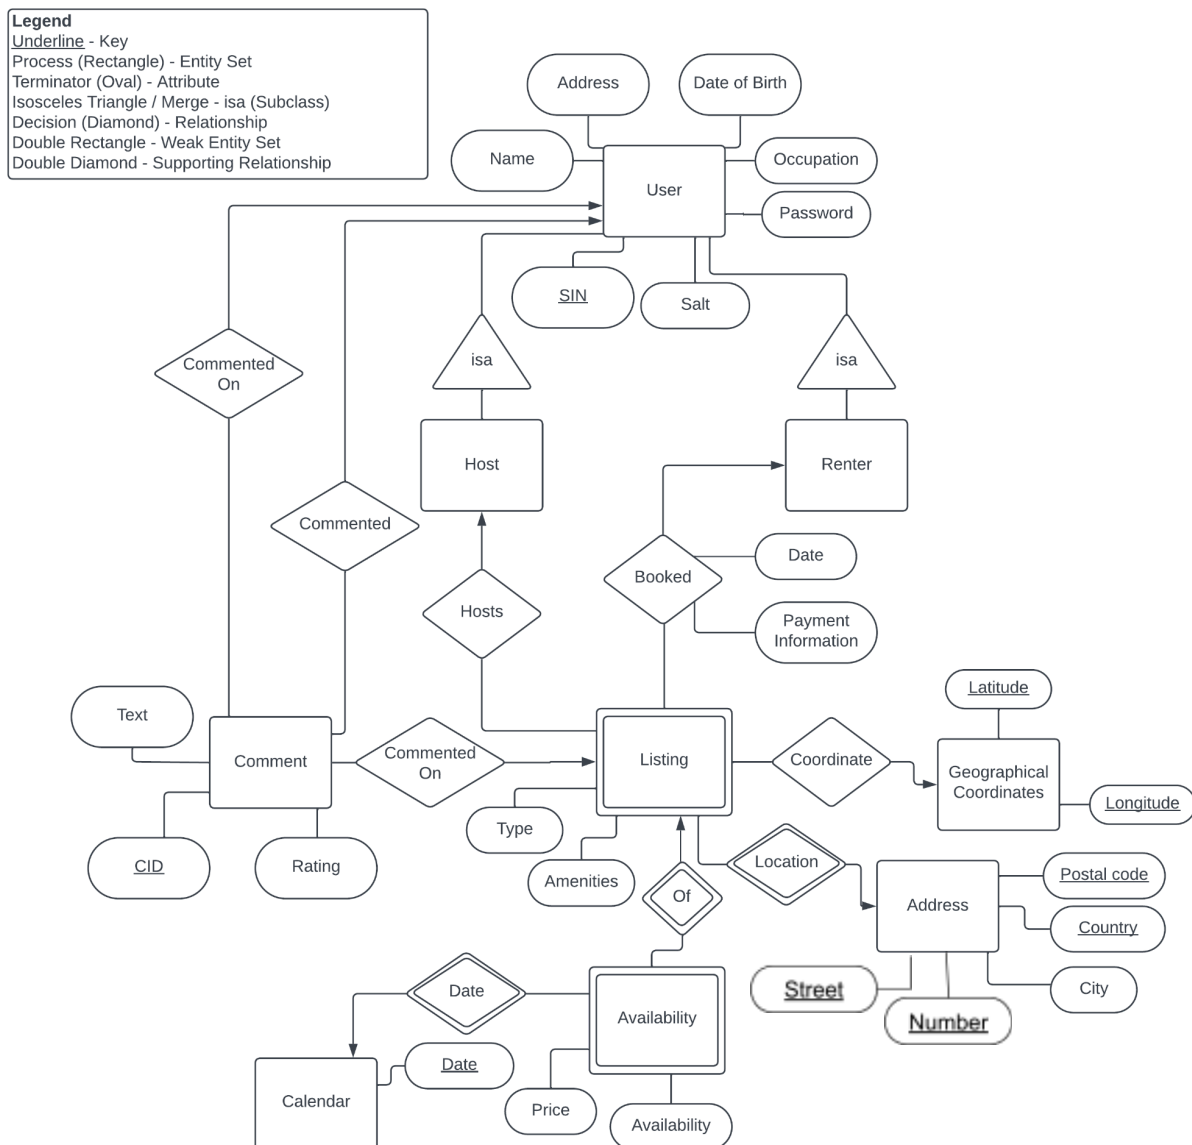 Legend
Underline - Key
Process (Rectangle) - Entity Set
Terminator (Oval) - Attribute
Isosceles Triangle / Merge - isa (Subclass)
Decision (Diamond) - Relationship
Double Rectangle - Weak Entity Set
Double Diamond - Supporting Relationship
Address
Date of Birth
Name
Occupation
User
Password
SIN
Salt
Commented
On
isa
isa
Host
Renter
Commented
Booked
Date
Hosts
Payment
Information
Latitude
Text
Comment
Commented
On
Listing
Coordinate
Geographical
Coordinates
Longitude
Type
CID
Rating
Amenities
Location
Of
Address
Postal code
Country
Date
Street
City
Availability
Number
Date
Calendar
Price
Availability